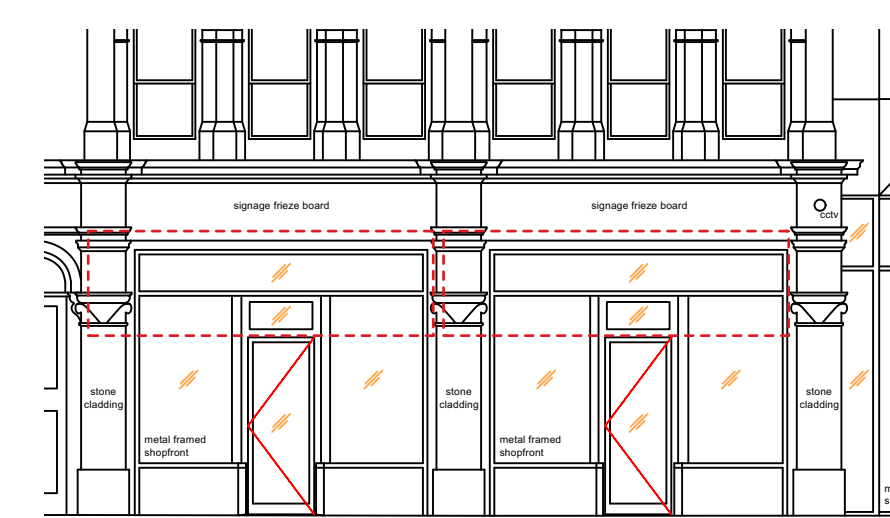 signage frieze board
signage frieze board
cctv
stone
cladding
stone
cladding
stone
cladding
metal framed
shopfront
metal framed
shopfront